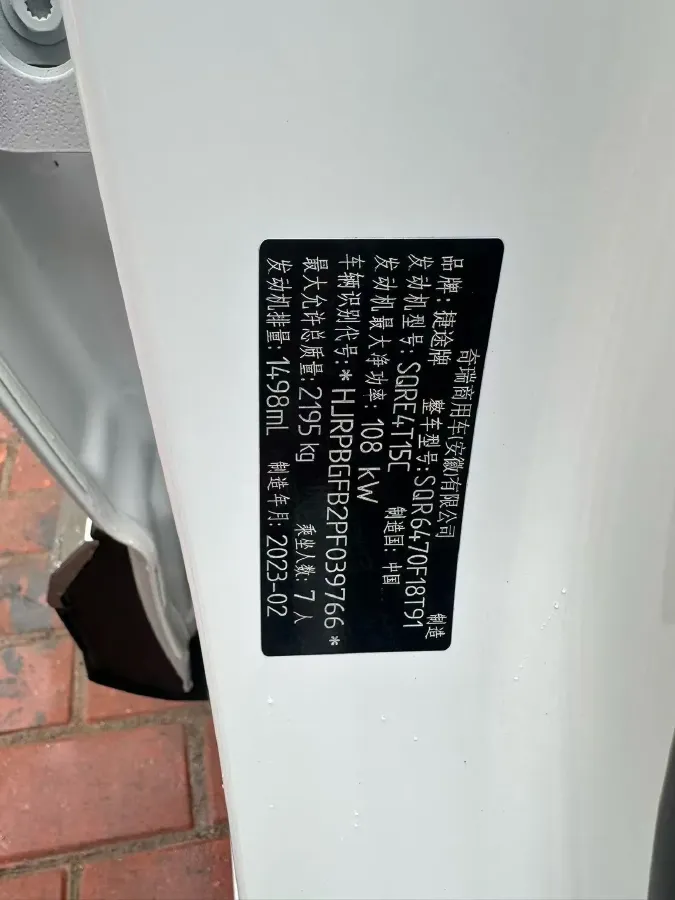 奇瑞商用车(安徽)有限公司 制造
品牌: 捷途牌 整车型号: SQR6470F18T91
发动机型号: SQRE4T15C 制造国: 中国
发动机最大净功率: 108 kW
车辆识别代号: * HJRPBGFB2PF039766 *
最大允许总质量: 2195 kg 乘坐人数: 7 人
发动机排量: 1498mL 制造年月: 2023-02